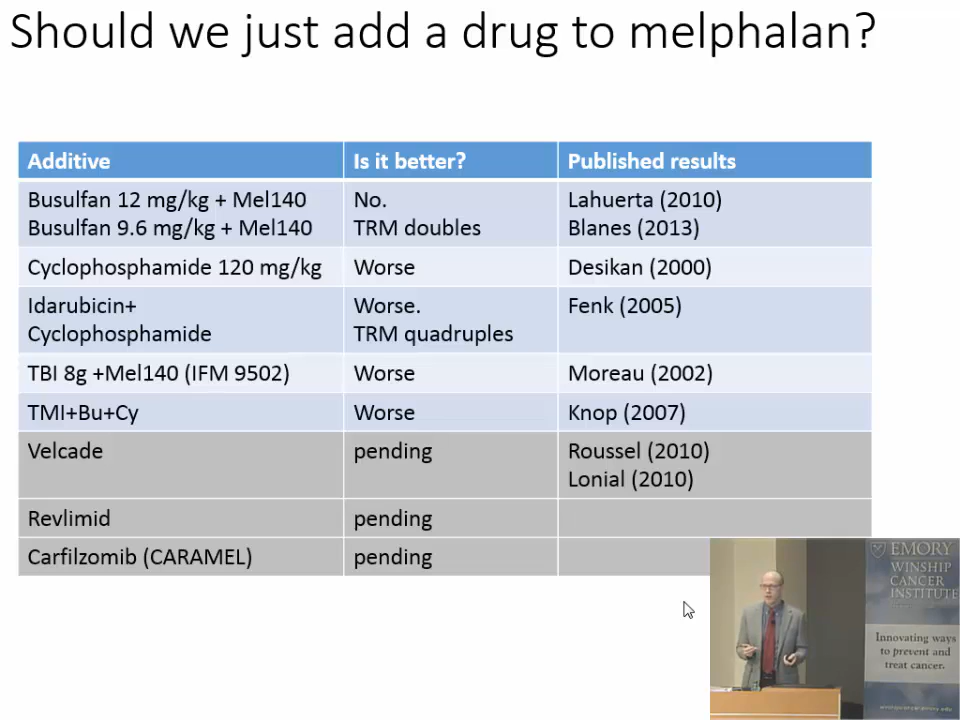 Should we just add a drug to melphalan?
Additive Is it better? Published results
Busulfan 12 mg/kg + Mel140 No. Lahuerta (2010)
Busulfan 9.6 mg/kg + Mel140 TRM doubles Blanes (2013)
Cyclophosphamide 120 mg/kg Worse Desikan (2000)
Idarubicin+ Worse. Fenk (2005)
Cyclophosphamide TRM quadruples
TBI 8g +Mel140 (IFM 9502) Worse Moreau (2002)
TMI+Bu+Cy Worse Knop (2007)
Velcade pending Roussel (2010)
Lonial (2010)
Revlimid pending
Carfilzomib (CARAMEL) pending
EMORY
WINSHIP
CANCER
INSTITUTE
Innovating ways
to prevent and
treat cancer.